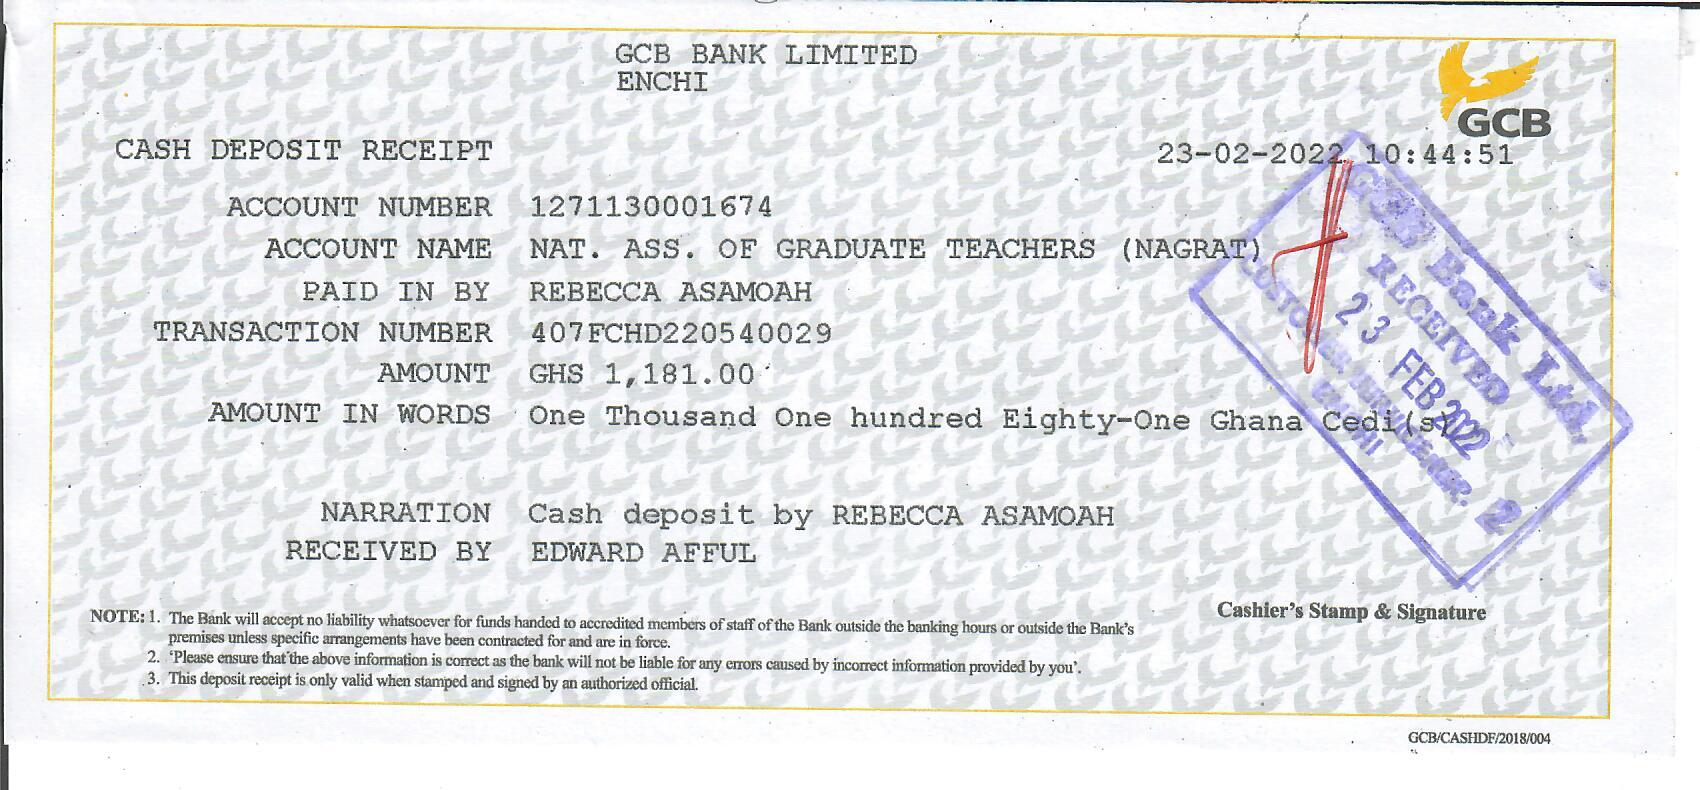 GCB BANK LIMITED
ENCHI
GCB
CASH DEPOSIT RECEIPT 23-02-2022 10:44:51
ACCOUNT NUMBER 1271130001674
ACCOUNT NAME NAT. ASS. OF GRADUATE TEACHERS (NAGRAT)
PAID IN BY REBECCA ASAMOAH
TRANSACTION NUMBER 407FCHD220540029
AMOUNT GHS 1,181.00
AMOUNT IN WORDS One Thousand One hundred Eighty-One Ghana Cedi(s)
NARRATION Cash deposit by REBECCA ASAMOAH
RECEIVED BY EDWARD AFFUL
GCB Bank Ltd.
RECEIVED
23 FEB 2022
2
Cashier's Stamp & Signature
NOTE: 1. The Bank will accept no liability whatsoever for funds handed to accredited members of staff of the Bank outside the banking hours or outside the Bank's
premises unless specific arrangements have been contracted for and are in force.
2. 'Please ensure that the above information is correct as the bank will not be liable for any errors caused by incorrect information provided by you'.
3. This deposit receipt is only valid when stamped and signed by an authorized official.
GCB/CASHDF/2018/004